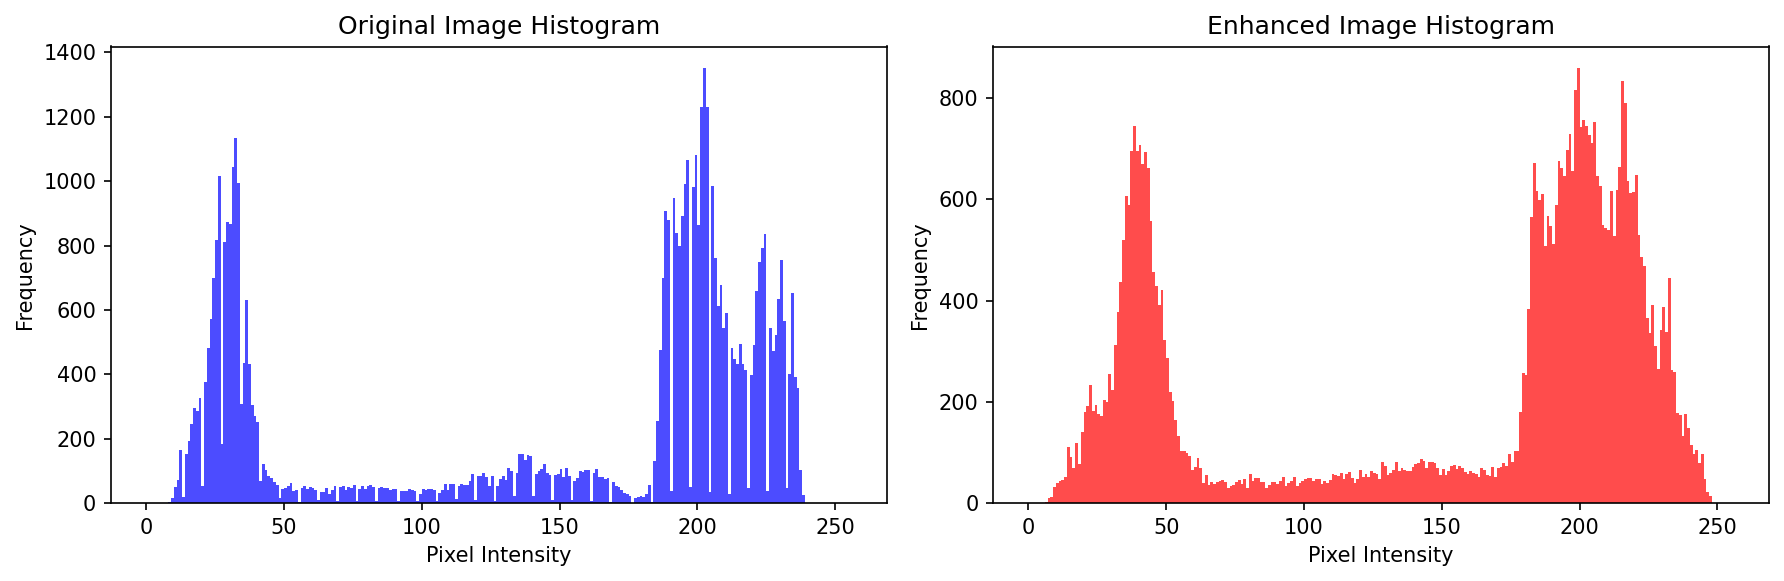 Original Image Histogram
1400
1200
1000
800
600
400
200
0
Frequency
0 50 100 150 200 250
Pixel Intensity
Enhanced Image Histogram
800
600
400
200
0
Frequency
0 50 100 150 200 250
Pixel Intensity